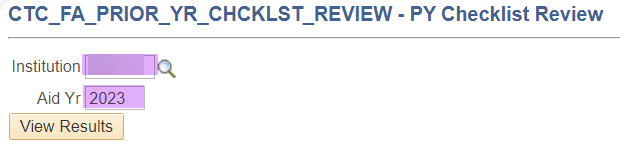 CTC_FA_PRIOR_YR_CHCKLST_REVIEW - PY Checklist Review
Institution
Aid Yr 2023
View Results